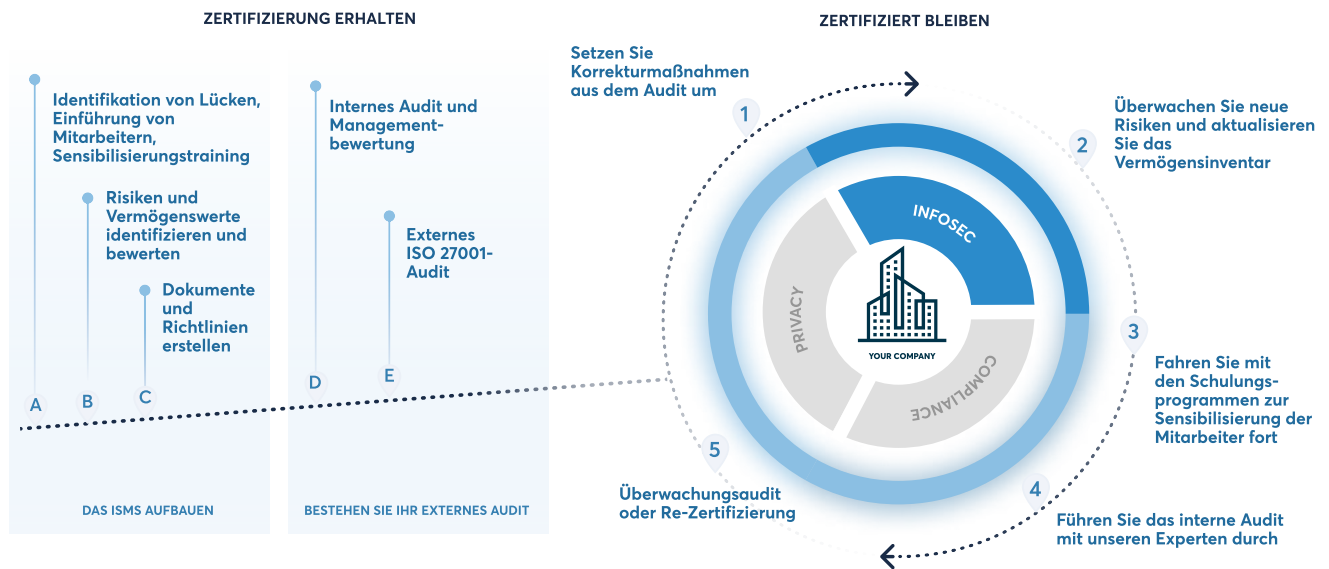 ZERTIFIZIERUNG ERHALTEN
Identifikation von Lücken,
Einführung von
Mitarbeitern,
Sensibilisierungstraining
Risiken und
Vermögenswerte
identifizieren und
bewerten
Dokumente
und
Richtlinien
erstellen
A
B
C
DAS ISMS AUFBAUEN
Internes Audit und
Management-
bewertung
Externes
ISO 27001-
Audit
D
E
BESTEHEN SIE IHR EXTERNES AUDIT
ZERTIFIZIERT BLEIBEN
Setzen Sie
Korrekturmaßnahmen
aus dem Audit um
1
Überwachen Sie neue
Risiken und aktualisieren
Sie das
Vermögensinventar
2
3
Fahren Sie mit
den Schulungs-
programmen zur
Sensibilisierung der
Mitarbeiter fort
4
Führen Sie das interne Audit
mit unseren Experten durch
5
Überwachungsaudit
oder Re-Zertifizierung
INFOSEC
PRIVACY
COMPLIANCE
YOUR COMPANY